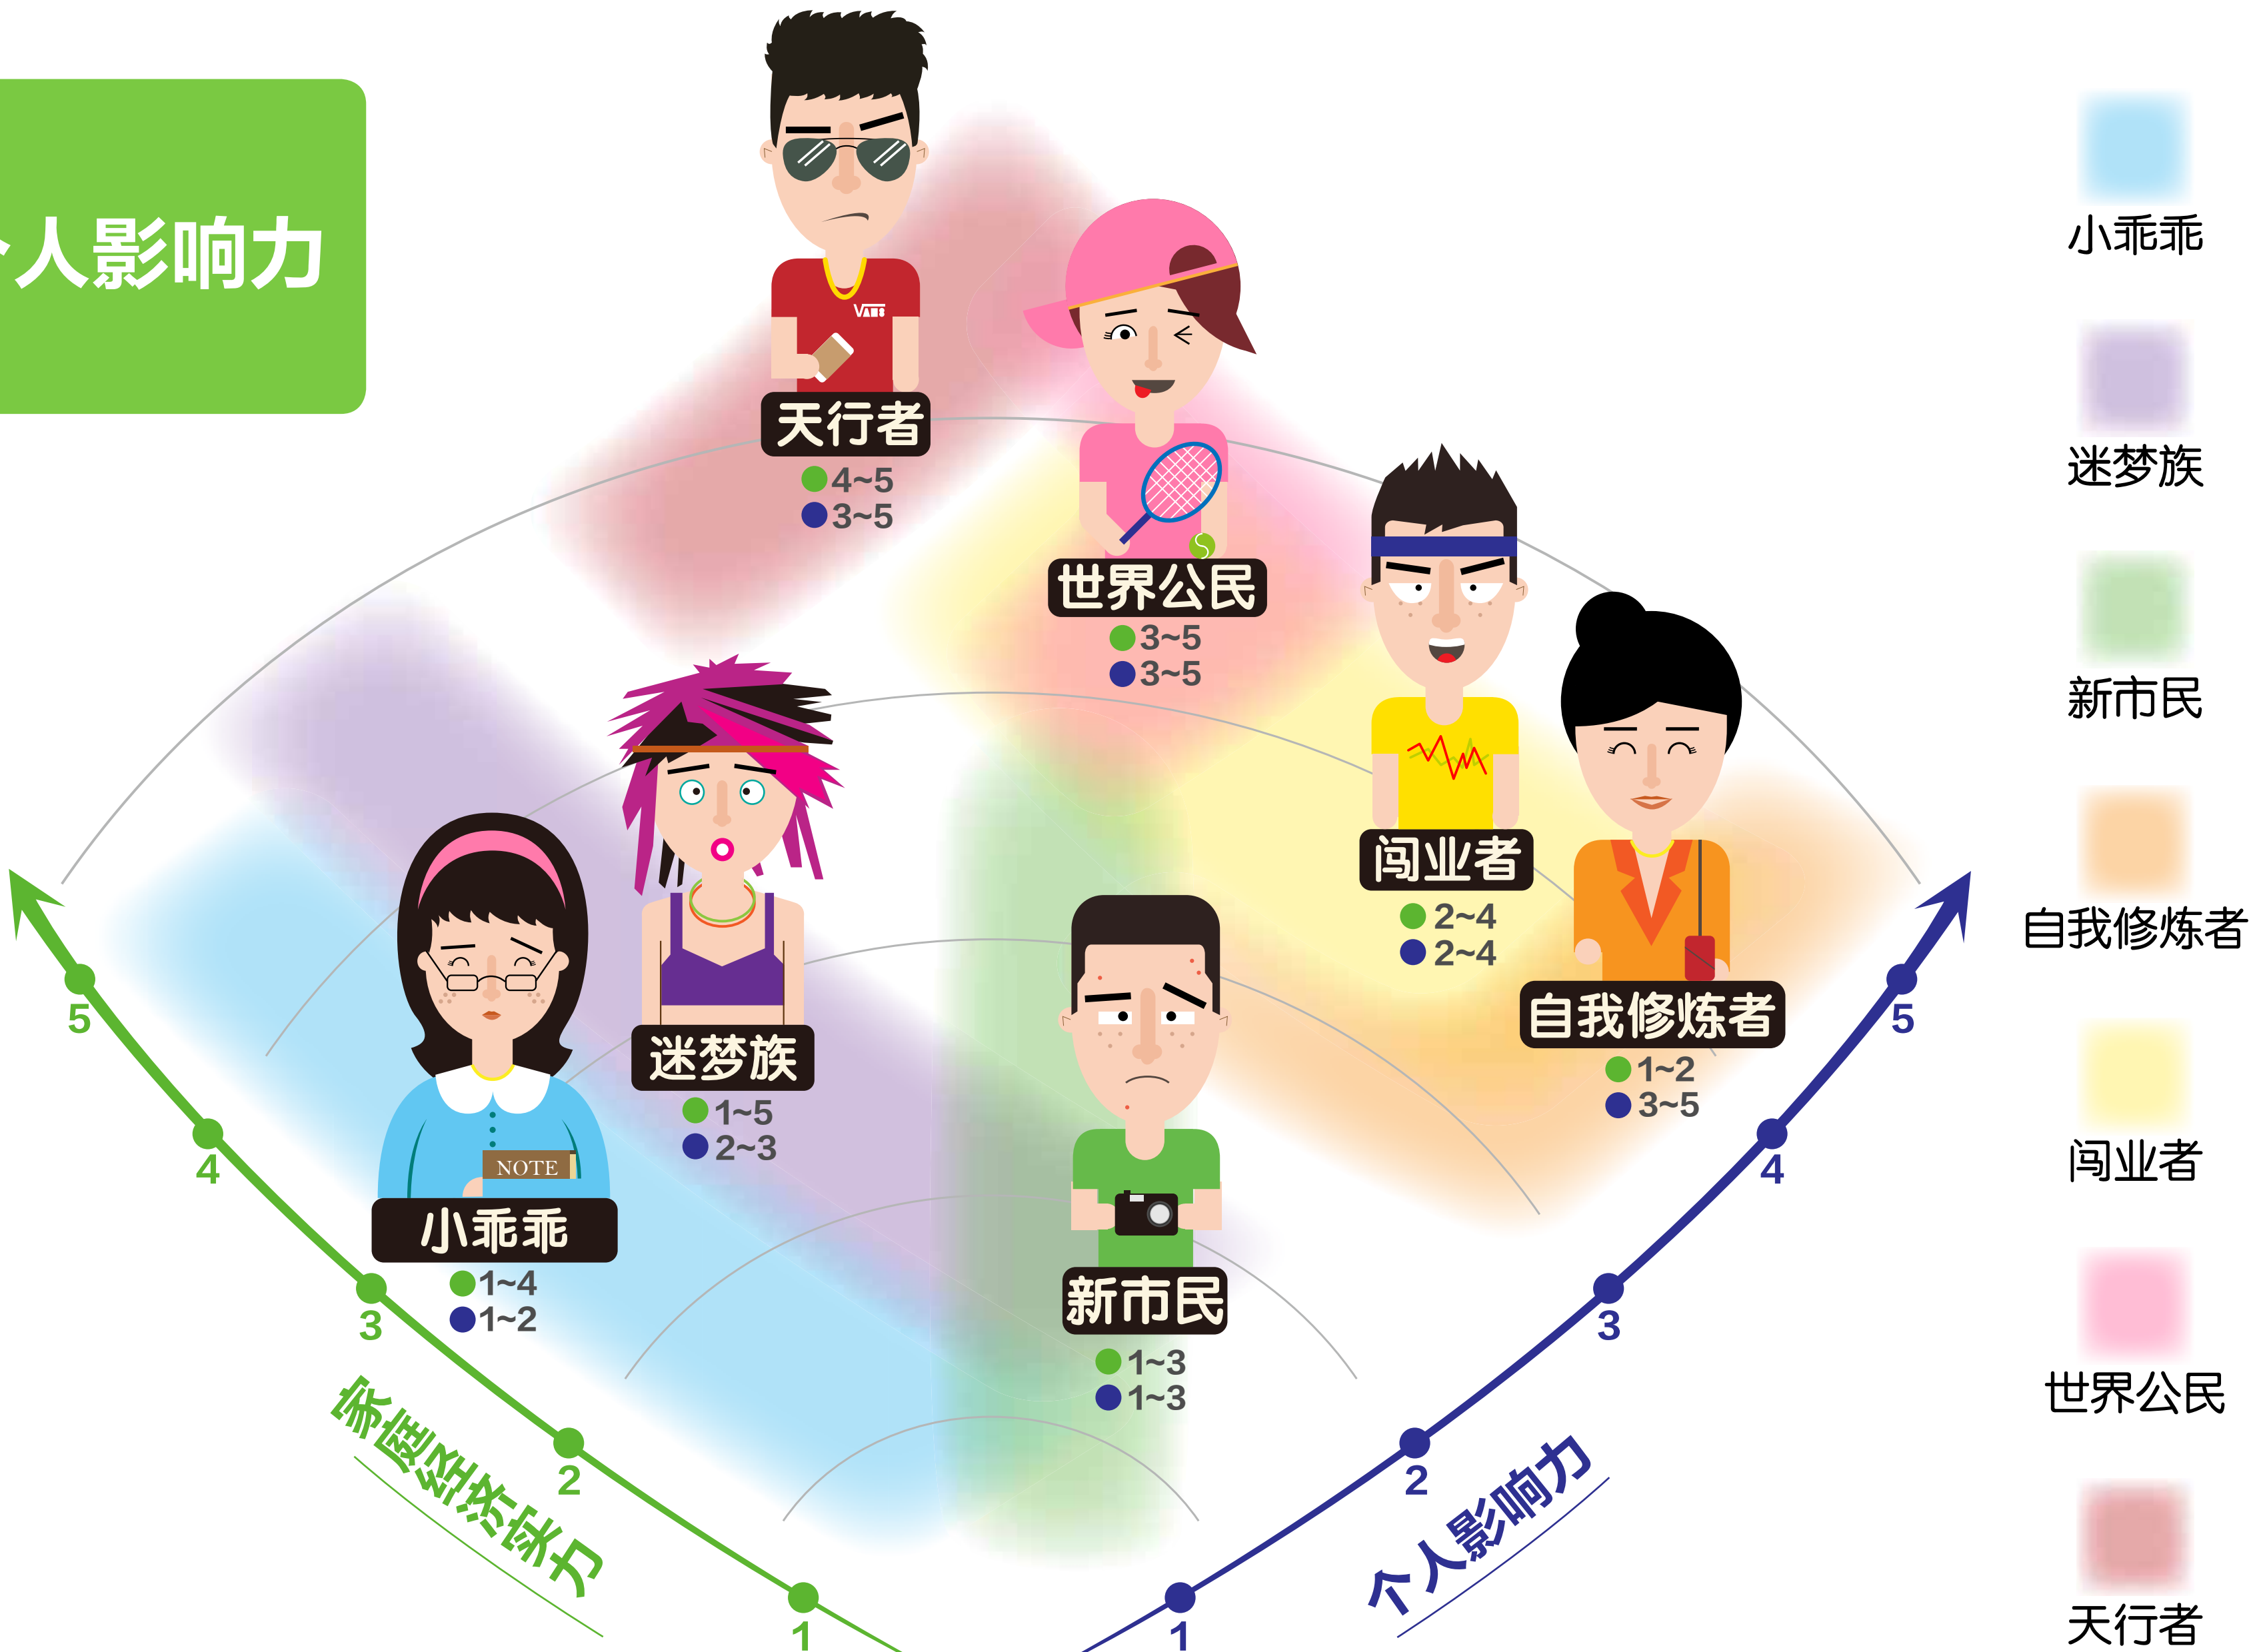 个人影响力
VANS
天行者
4~5
3~5
世界公民
3~5
3~5
闯业者
2~4
2~4
自我修炼者
1~2
3~5
迷梦族
1~5
2~3
NOTE
小乖乖
1~4
1~2
新市民
1~3
1~3
5
4
3
2
1
家庭经济实力
5
4
3
2
1
个人影响力
小乖乖
迷梦族
新市民
自我修炼者
闯业者
世界公民
天行者